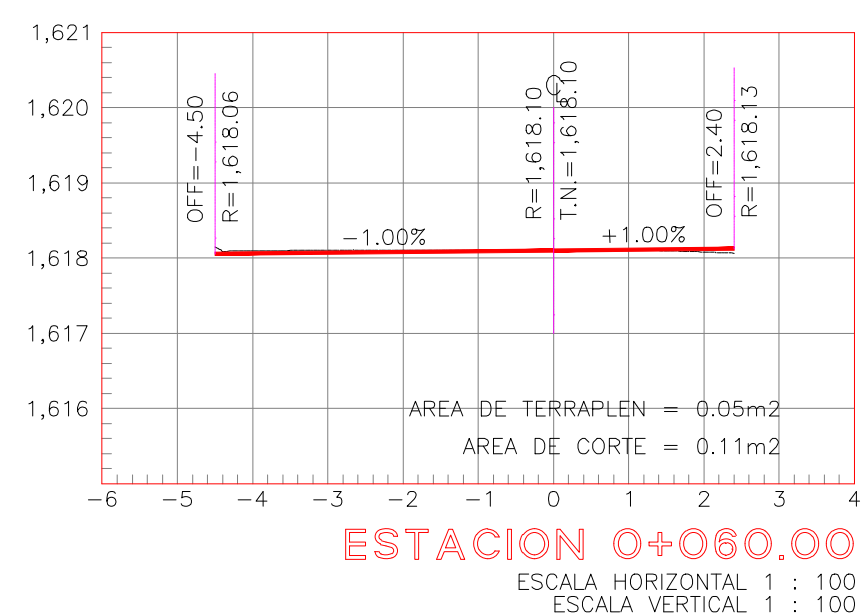 1,621
1,620
1,619
1,618
1,617
1,616
OFF=-4.50
R=1,618.06
R=1,618.10
T.N.=1,618.10
OFF=2.40
R=1,618.13
-1.00%
+1.00%
AREA DE TERRAPLEN = 0.05m2
AREA DE CORTE = 0.11m2
-6 -5 -4 -3 -2 -1 0 1 2 3 4
ESTACION 0+060.00
ESCALA HORIZONTAL 1 : 100
ESCALA VERTICAL 1 : 100